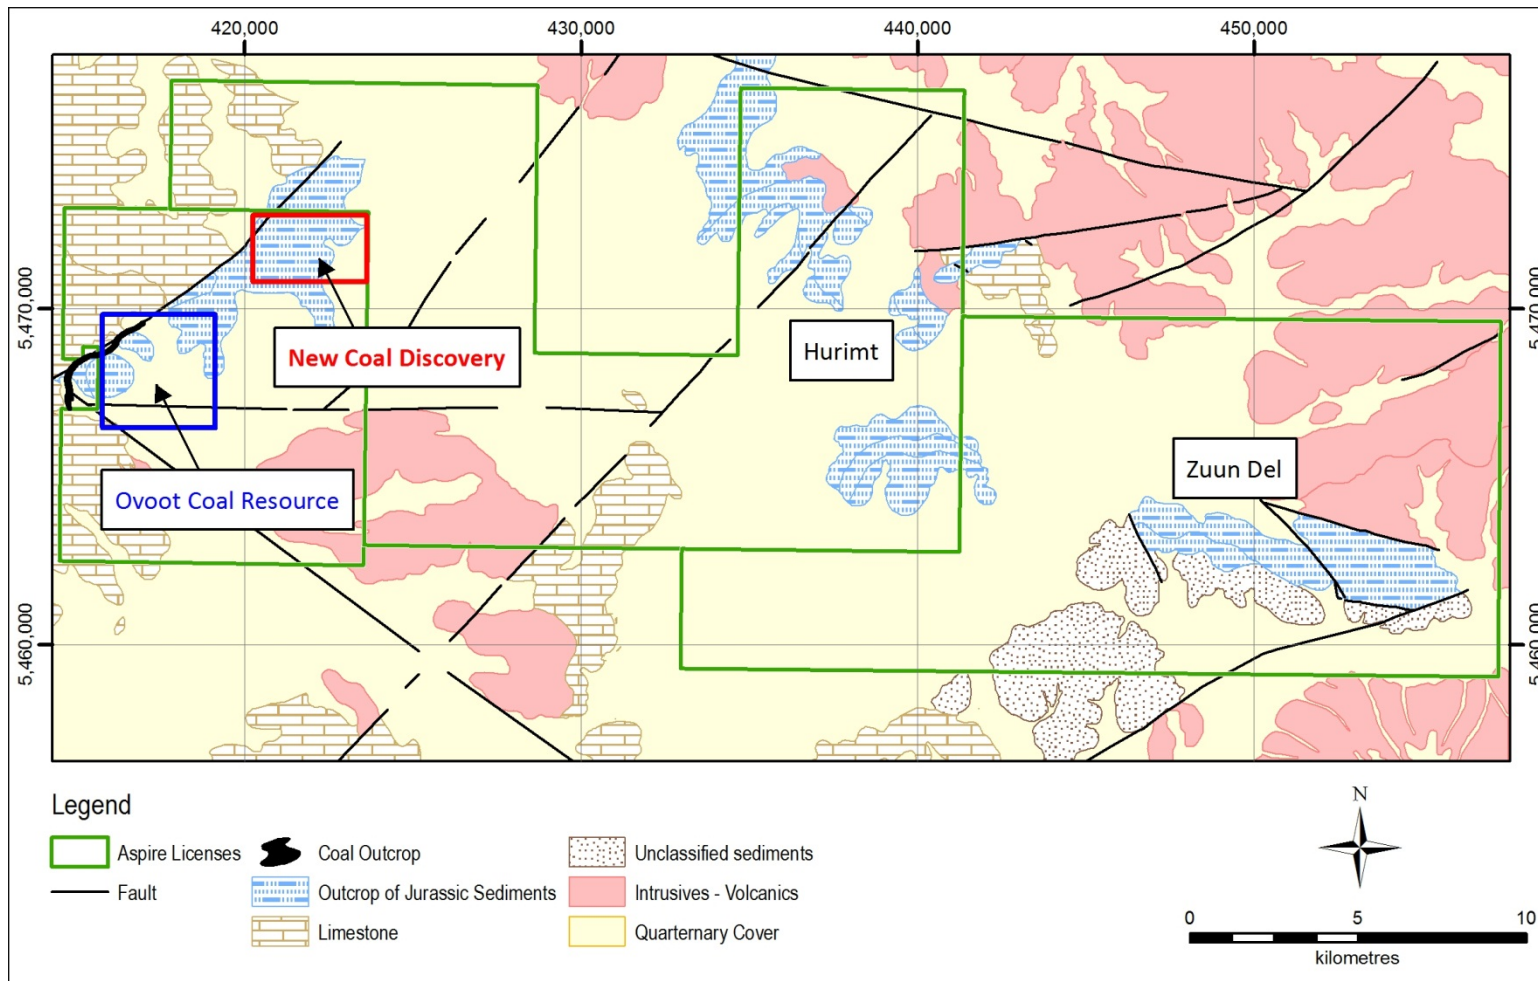 420,000
430,000
440,000
450,000
5,470,000
5,470,000
Hurimt
New Coal Discovery
Zuun Del
Ovoot Coal Resource
5,460,000
5,460,000
Legend
Aspire Licenses
Coal Outcrop
Unclassified sediments
Fault
Outcrop of Jurassic Sediments
Intrusives - Volcanics
Limestone
Quarternary Cover
N
0 5 10
kilometres